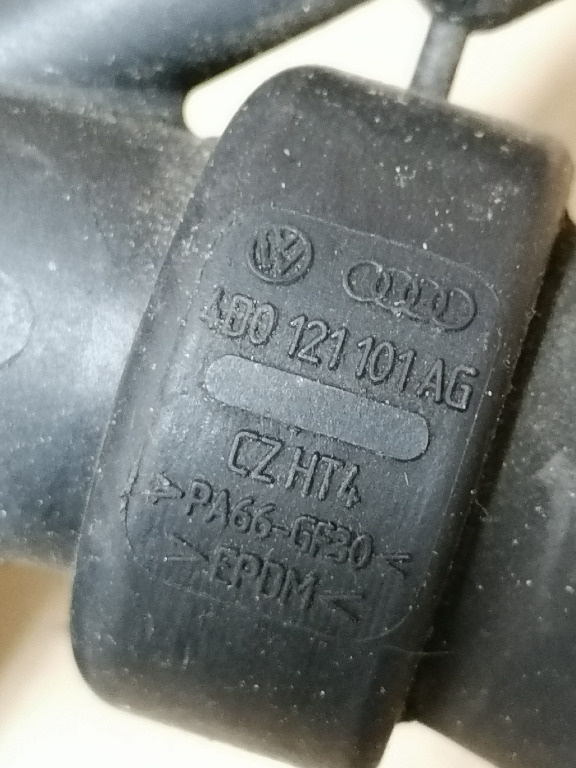 4D0 121 101 AG
CZ HT4
>PA66-GF30<
>EPDM<